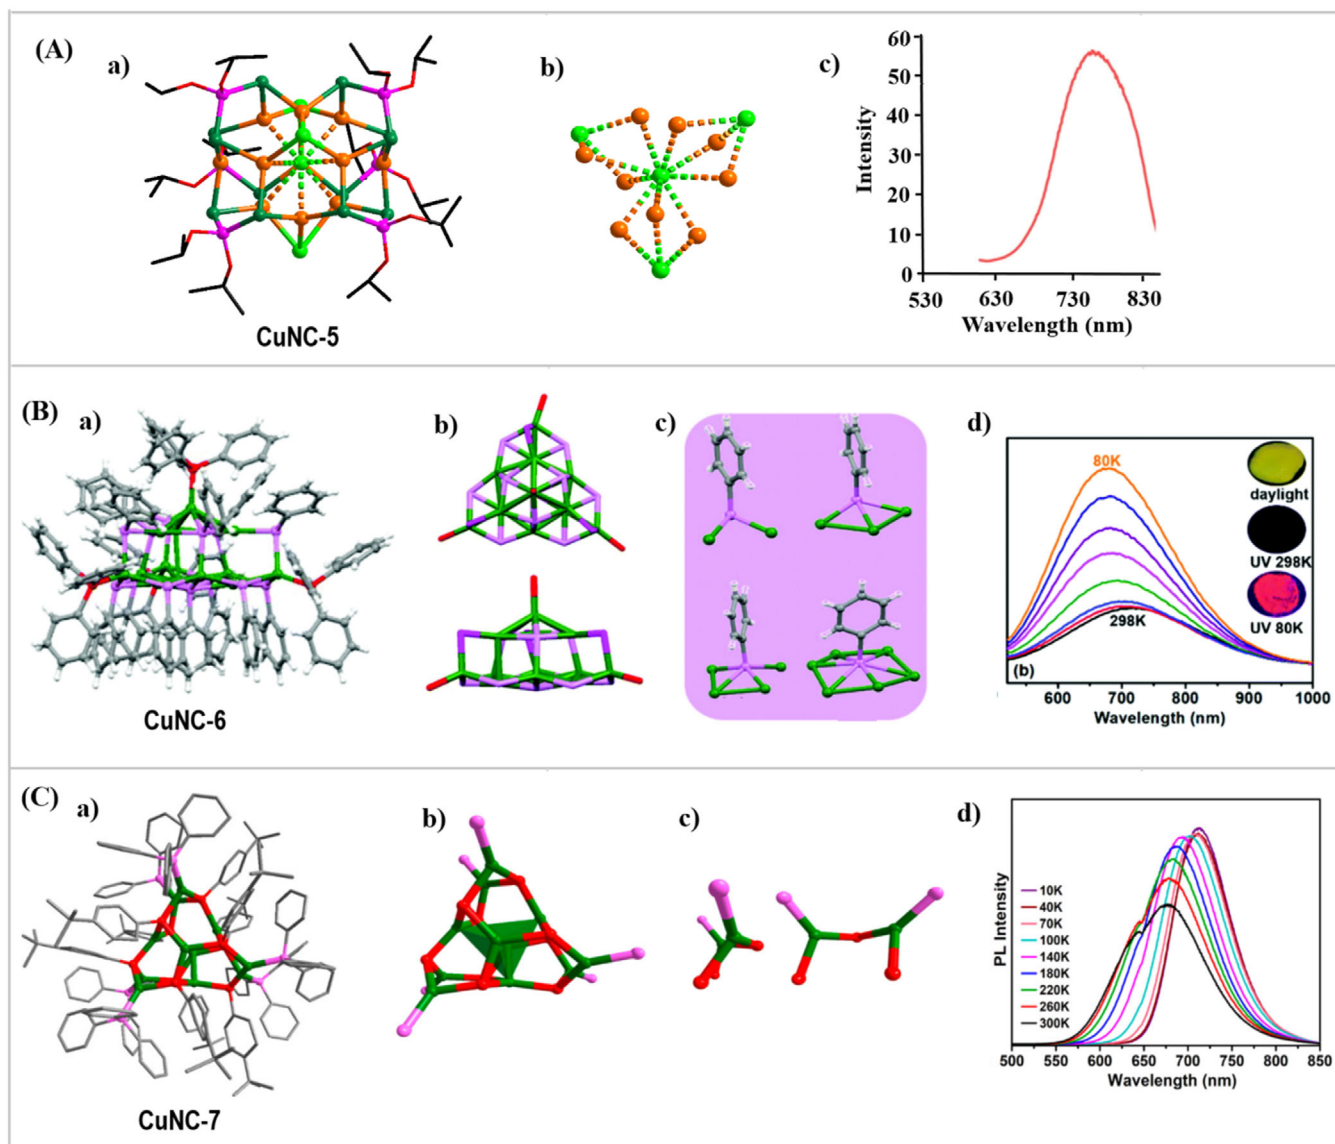 (A)
a)
CuNC-5
b)
c)
60
50
40
30
20
10
0
Intensity
530 630 730 830
Wavelength (nm)
(B)
a)
CuNC-6
b)
c)
d)
80K
298K
daylight
UV 298K
UV 80K
(b)
600 700 800 900 1000
Wavelength (nm)
(C)
a)
CuNC-7
b)
c)
d)
PL Intensity
10K
40K
70K
100K
140K
180K
220K
260K
300K
500 550 600 650 700 750 800 850
Wavelength (nm)